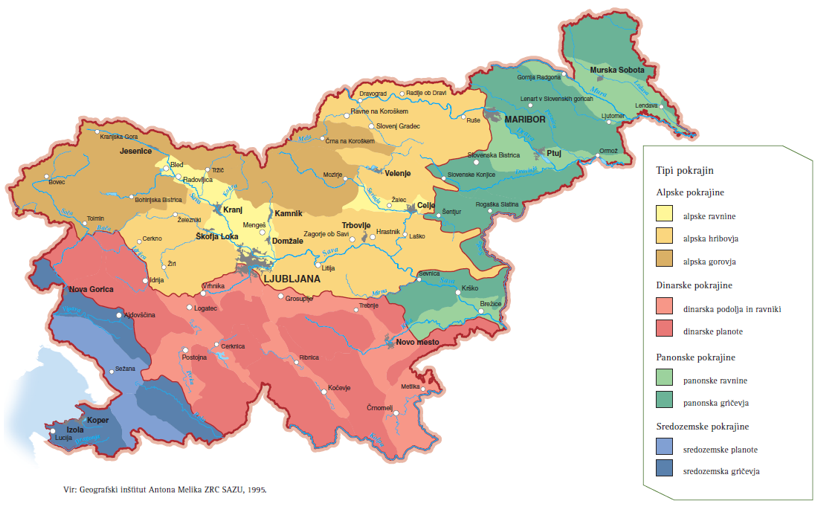 Murska Sobota
Gornja Radgona
Mura
Dravograd
Radlje ob Dravi
Lenart v Slovenskih goricah
Lendava
Ravne na Koroškem
Ruše
MARIBOR
Ljutomer
Slovenj Gradec
Kranjska Gora
Črna na Koroškem
Jesenice
Slovenska Bistrica
Ptuj
Ormož
Bled
Tržič
Mozirje
Velenje
Slovenske Konjice
Bovec
Radovljica
Bohinjska Bistrica
Žalec
Celje
Rogaška Slatina
Kranj
Kamnik
Šentjur
Tolmin
Železniki
Mengeš
Trbovlje
Cerkno
Škofja Loka
Domžale
Zagorje ob Savi
Hrastnik
Laško
Žiri
Sava
Litija
LJUBLJANA
Sevnica
Idrija
Vrhnika
Krško
Nova Gorica
Grosuplje
Brežice
Logatec
Trebnje
Ajdovščina
Cerknica
Novo mesto
Postojna
Ribnica
Sežana
Kočevje
Metlika
Črnomelj
Koper
Izola
Lucija
Tipi pokrajin
Alpske pokrajine
alpske ravnine
alpska hribovja
alpska gorovja
Dinarske pokrajine
dinarska podolja in ravniki
dinarske planote
Panonske pokrajine
panonske ravnine
panonska gričevja
Sredozemske pokrajine
sredozemske planote
sredozemska gričevja
Vir: Geografski inštitut Antona Melika ZRC SAZU, 1995.